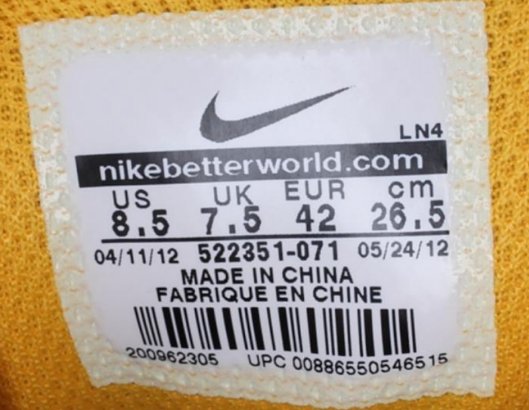 LN4
nikebetterworld.com
US UK EUR cm
8.5 7.5 42 26.5
04/11/12 522351-071 05/24/12
MADE IN CHINA
FABRIQUE EN CHINE
200962305 UPC 00886550546515